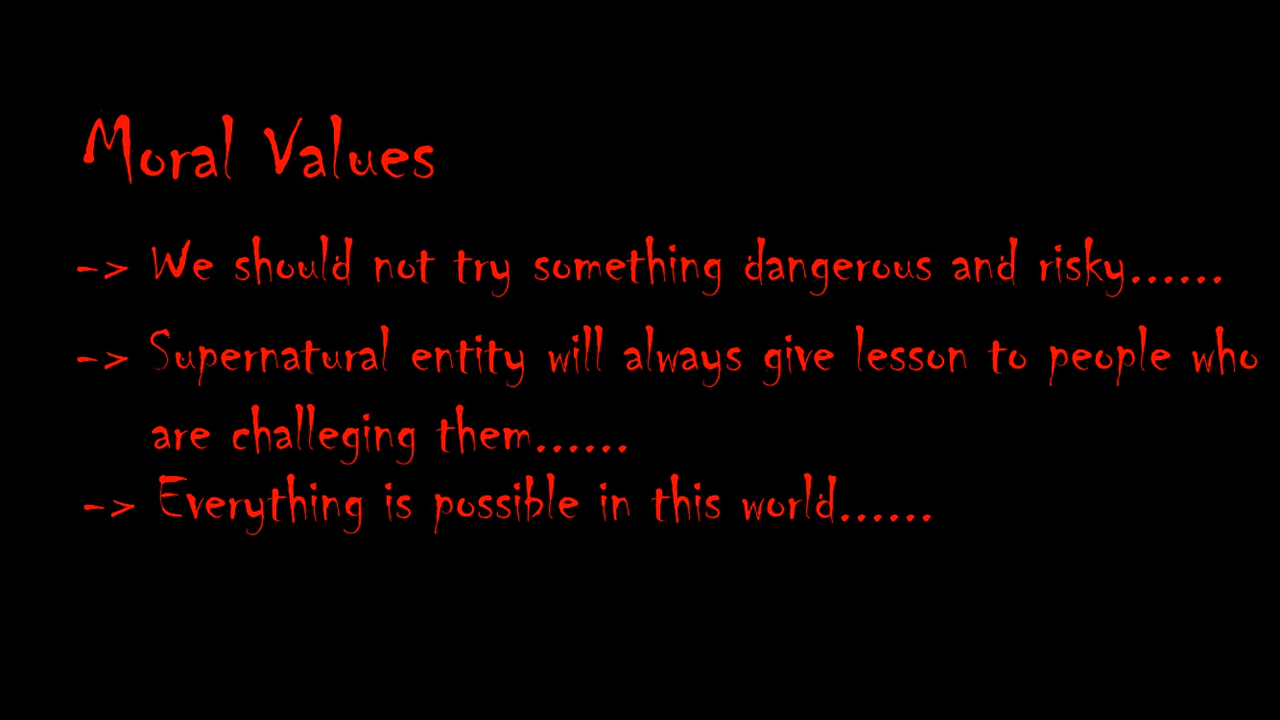 Moral Values
-> We should not try something dangerous and risky......
-> Supernatural entity will always give lesson to people who
are challeging them......
-> Everything is possible in this world......